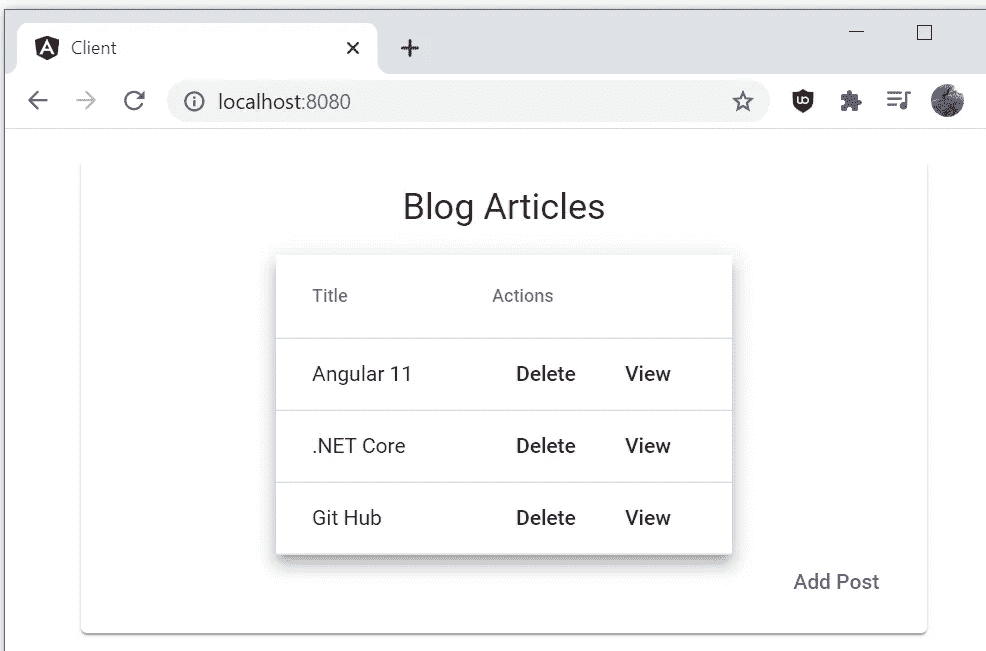 Client
localhost:8080
Blog Articles
Title Actions
Angular 11 Delete View
.NET Core Delete View
Git Hub Delete View
Add Post